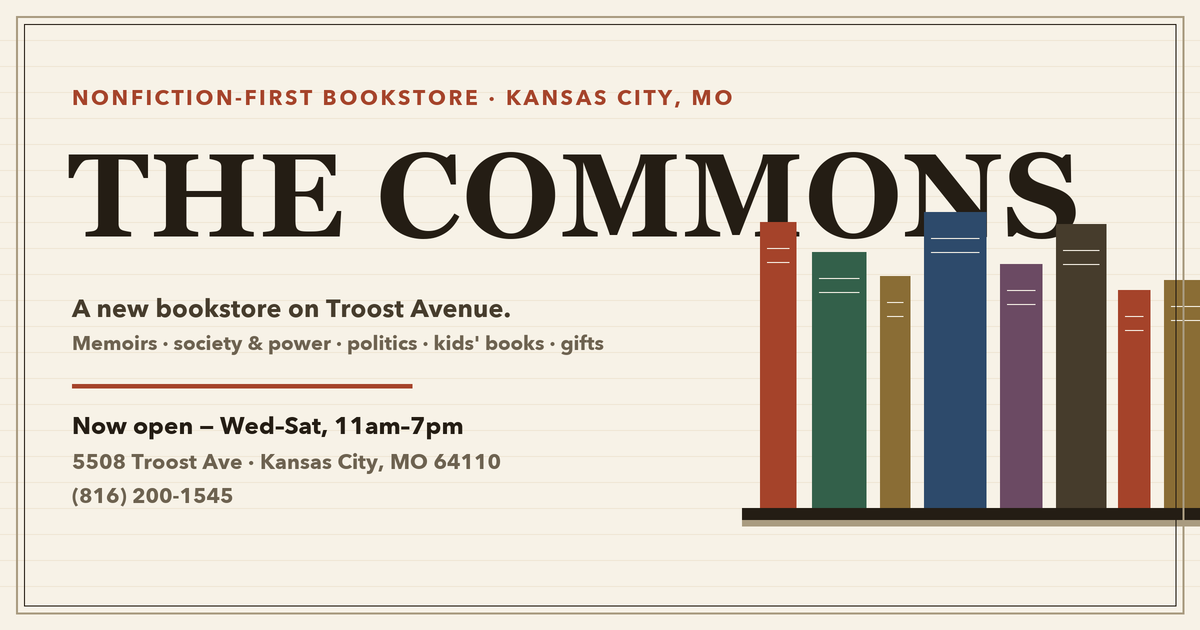 NONFICTION-FIRST BOOKSTORE · KANSAS CITY, MO
THE COMMONS
A new bookstore on Troost Avenue.
Memoirs · society & power · politics · kids' books · gifts
Now open – Wed–Sat, 11am–7pm
5508 Troost Ave · Kansas City, MO 64110
(816) 200-1545